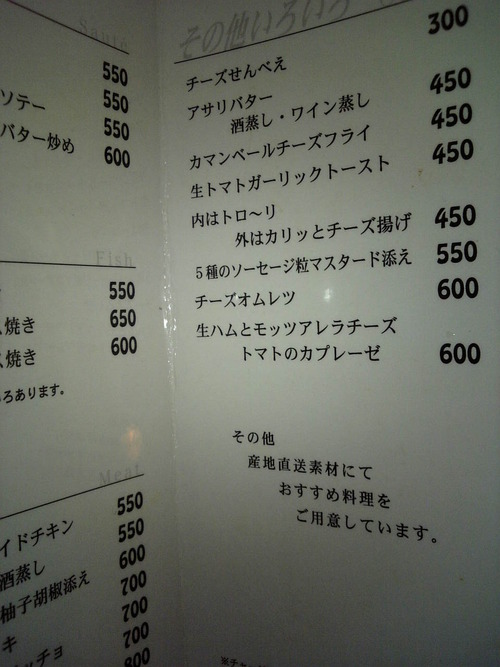 Sauté
550
ソテー 550
550
バター炒め 600
Fish
550
焼き 650
焼き 600
ろあります。
Meat
550
イドチキン 550
酒蒸し 600
柚子胡椒添え 700
700
キ 700
ッチョ 800
その他いろいろ
チーズせんべえ 300
アサリバター
酒蒸し・ワイン蒸し 450
カマンベールチーズフライ 450
生トマトガーリックトースト 450
内はトロ〜リ
外はカリッとチーズ揚げ 450
5種のソーセージ粒マスタード添え 550
チーズオムレツ 600
生ハムとモッツアレラチーズ
トマトのカプレーゼ 600
その他
産地直送素材にて
おすすめ料理を
ご用意しています。